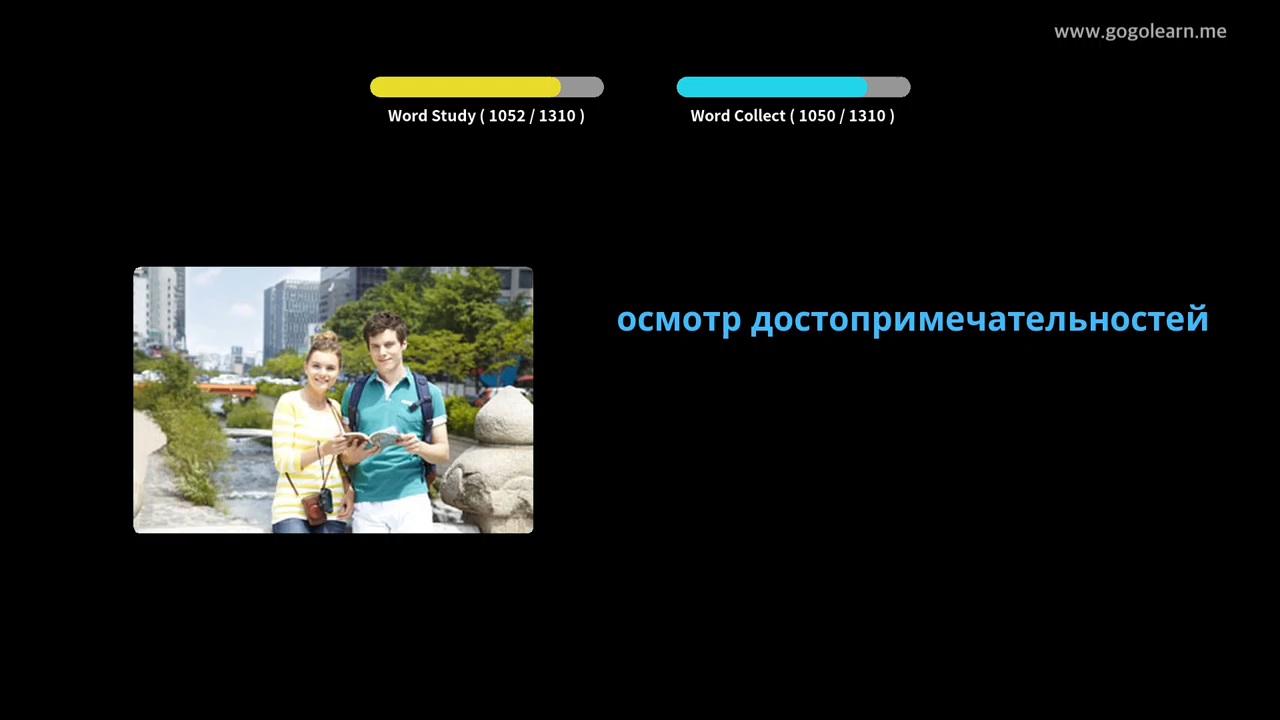 www.gogolearn.me
Word Study ( 1052 / 1310 )
Word Collect ( 1050 / 1310 )
осмотр достопримечательностей